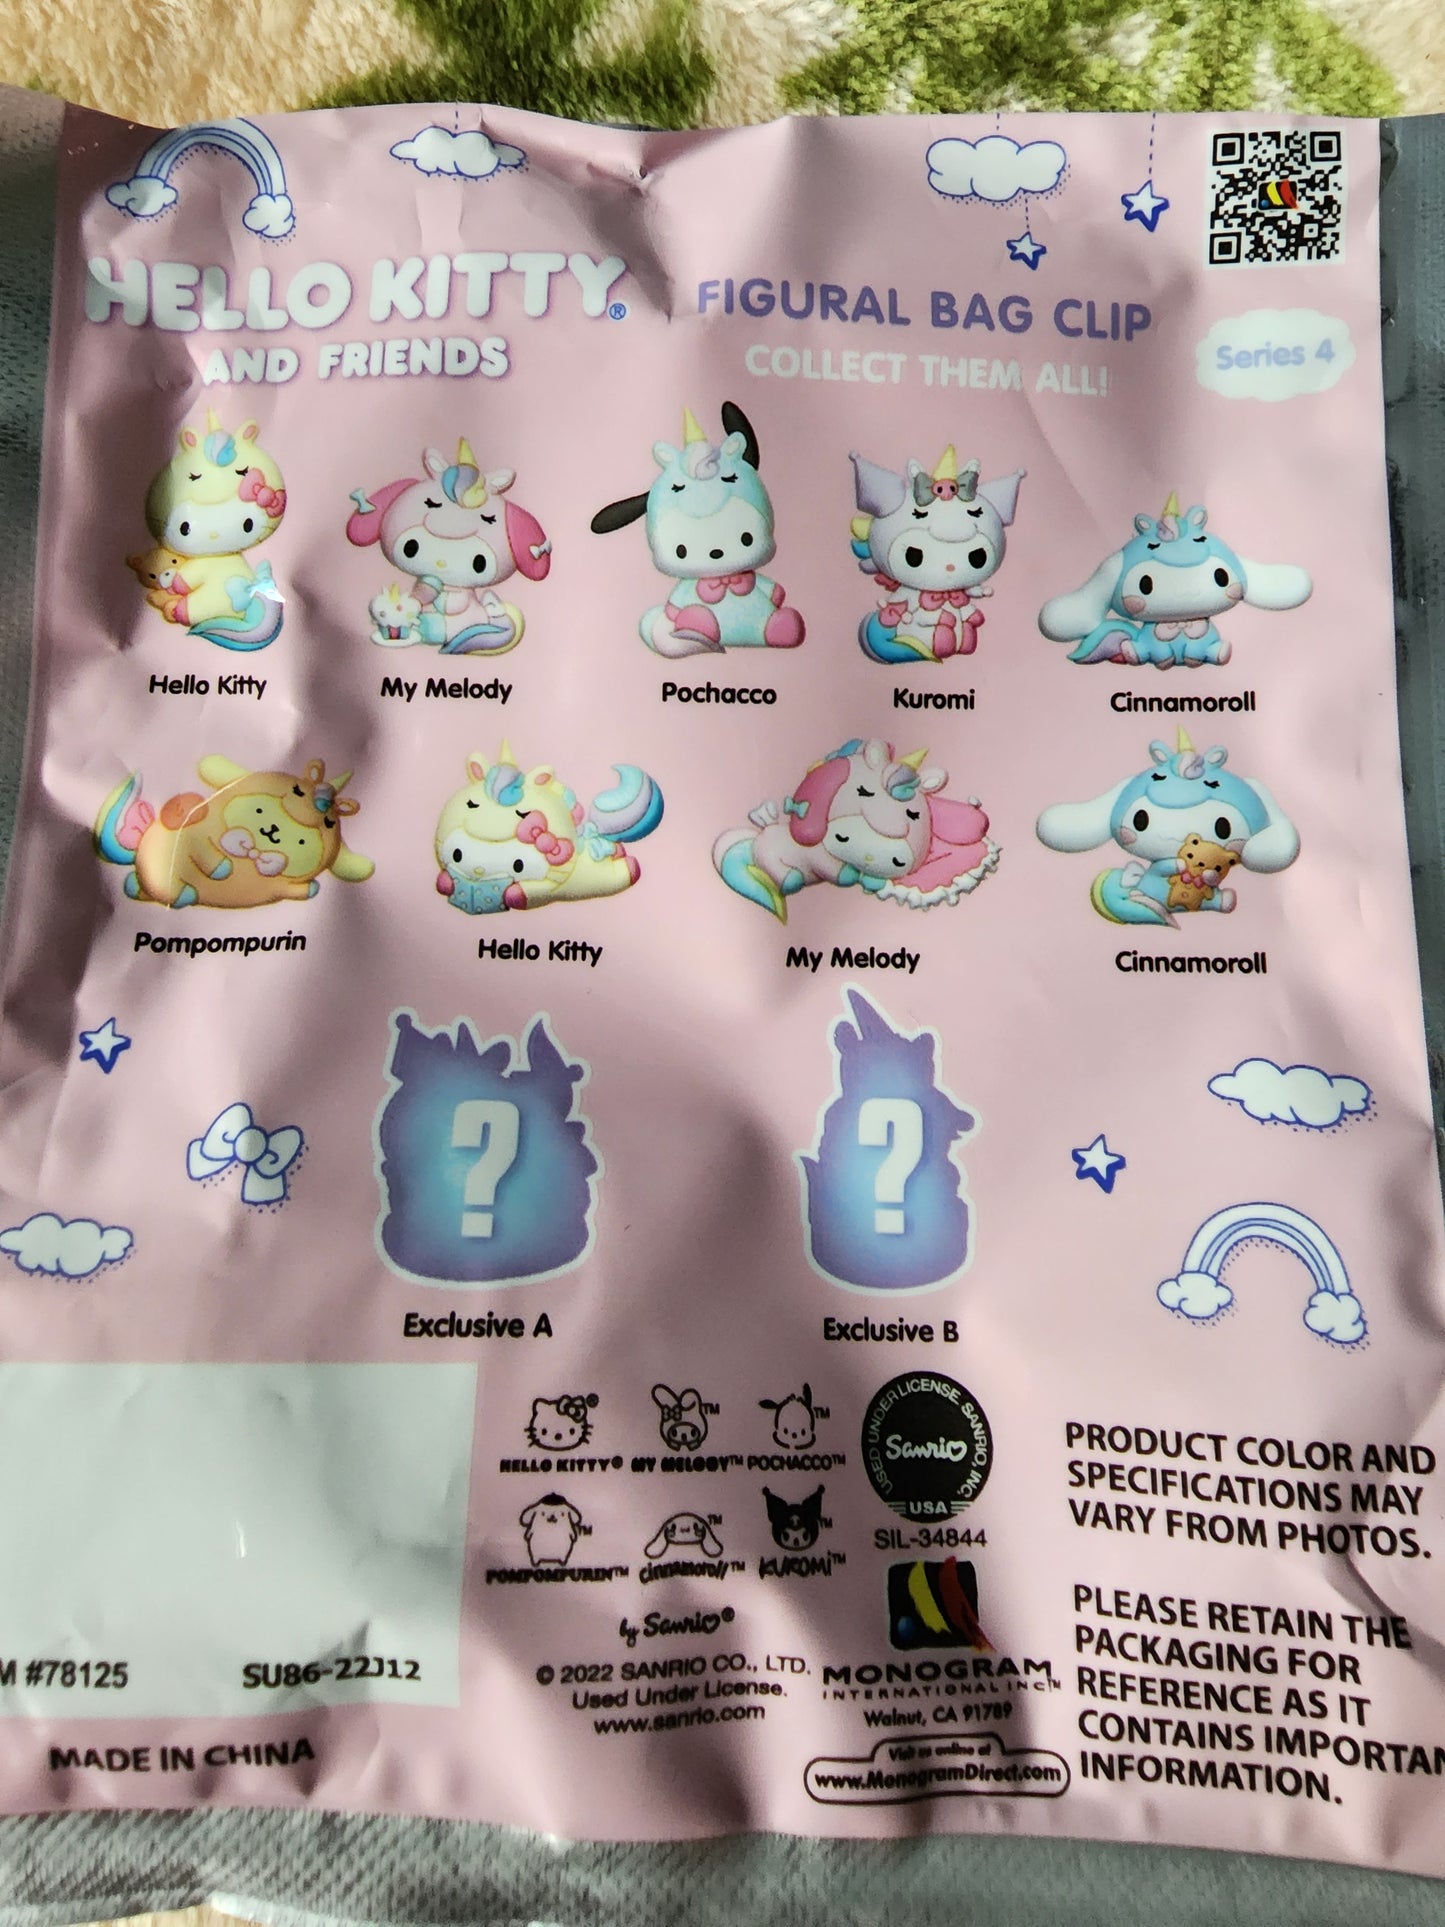 HELLO KITTY®
AND FRIENDS
FIGURAL BAG CLIP
COLLECT THEM ALL!
Series 4
Hello Kitty
My Melody
Pochacco
Kuromi
Cinnamoroll
Pompompurin
Hello Kitty
My Melody
Cinnamoroll
?
?
Exclusive A
Exclusive B
HELLO KITTY® MY MELODY™ POCHACCO™
POMPOMPURIN™ cinnamoroll™ KUROMi™
by Sanrio®
© 2022 SANRIO CO., LTD.
Used Under License.
www.sanrio.com
USED UNDER LICENSE. SANRIO, INC.
Sanrio
USA
SIL-34844
MONOGRAM
INTERNATIONAL INC™
Walnut, CA 91789
Visit us online at
www.MonogramDirect.com
PRODUCT COLOR AND
SPECIFICATIONS MAY
VARY FROM PHOTOS.
PLEASE RETAIN THE
PACKAGING FOR
REFERENCE AS IT
CONTAINS IMPORTAN
INFORMATION.
M #78125
SU86-22J12
MADE IN CHINA